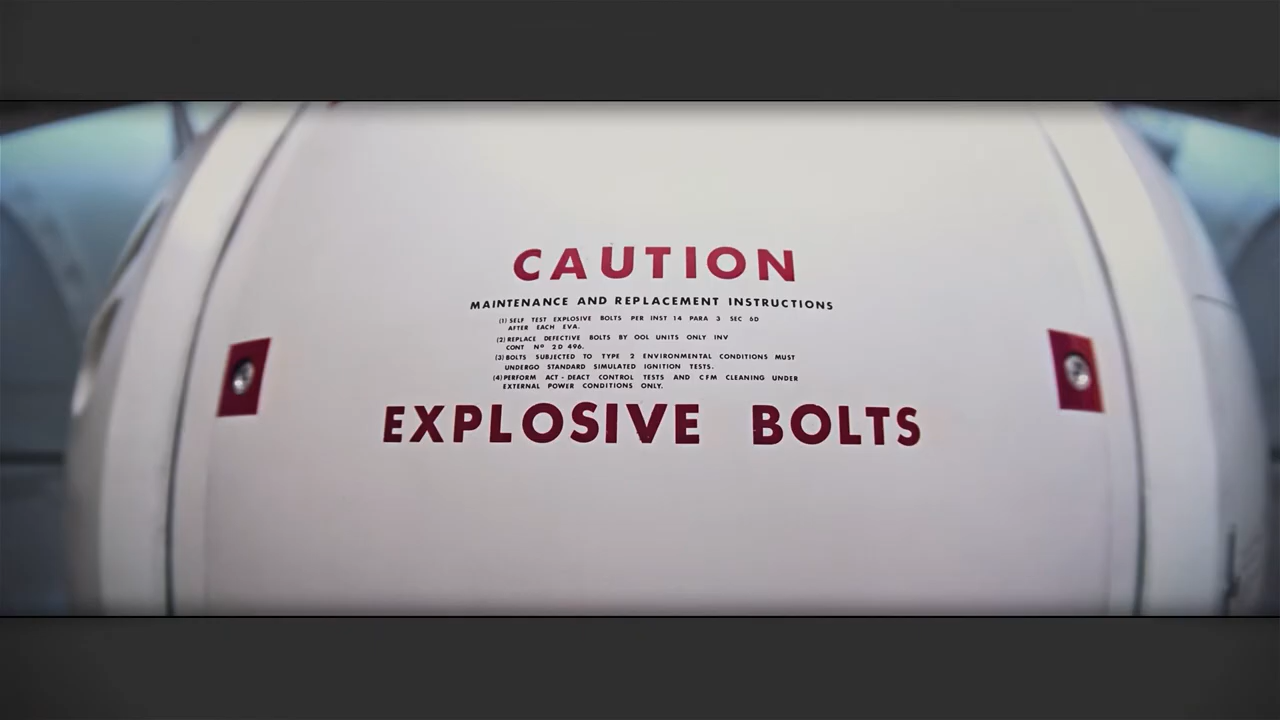 CAUTION
MAINTENANCE AND REPLACEMENT INSTRUCTIONS
(1) SELF TEST EXPLOSIVE BOLTS PER INST 14 PARA 3 SEC 6D
AFTER EACH EVA.
(2) REPLACE DEFECTIVE BOLTS BY OOL UNITS ONLY INV
CONT Nº 2D 496.
(3) BOLTS SUBJECTED TO TYPE 2 ENVIRONMENTAL CONDITIONS MUST
UNDERGO STANDARD SIMULATED IGNITION TESTS.
(4) PERFORM ACT - DEACT CONTROL TESTS AND CFM CLEANING UNDER
EXTERNAL POWER CONDITIONS ONLY.
EXPLOSIVE BOLTS